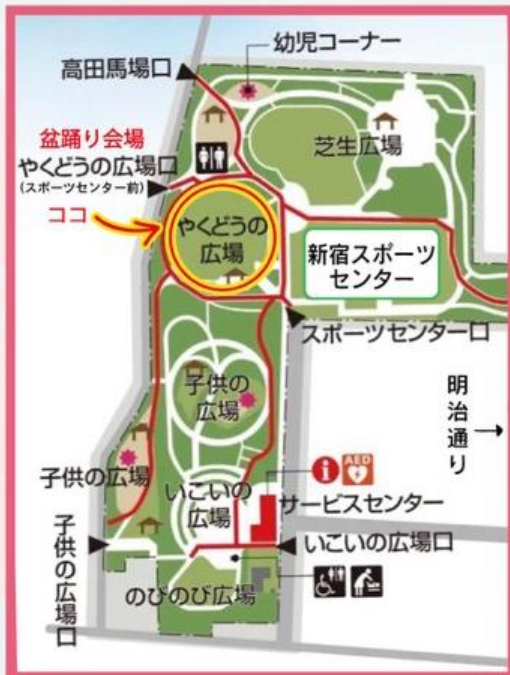 幼児コーナー
高田馬場口
盆踊り会場
やくどうの広場口
(スポーツセンター前)
ココ
芝生広場
やくどうの
広場
新宿スポーツ
センター
スポーツセンター口
子供の
広場
明治通り
→
子供の広場
いこいの
広場
i
AED
サービスセンター
いこいの広場口
子供の広場口
のびのび広場